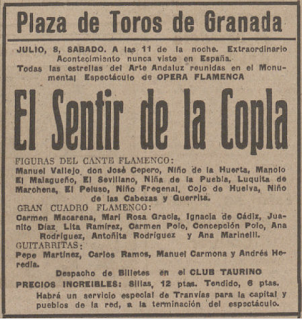 Plaza de Toros de Granada
JULIO, 8, SABADO. A las 11 de la noche. Extraordinario
Acontecimiento nunca visto en España.
Todas las estrellas del Arte Andaluz reunidas en el Monu-
mental Espectáculo de OPERA FLAMENCA
El Sentir de la Copla
FIGURAS DEL CANTE FLAMENCO:
Manuel Vallejo, don José Cepero, Niño de la Huerta, Manolo
El Malagueño, El Sevillano, Niña de la Puebla, Luquita de
Marchena, El Peluso, Niño Fregenal, Cojo de Huelva, Niño
de las Cabezas y Guerrita.
GRAN CUADRO FLAMENCO:
Carmen Macarena, Mari Rosa Gracia, Ignacia de Cádiz, Jua-
nito Díaz, Lita Ramírez, Carmen Polo, Concepción Polo, Ana
Rodríguez, Antoñita Rodríguez y Ana Marinelli.
GUITARRITAS:
Pepe Martínez, Carlos Ramos, Manuel Carmona y Andrés He-
redia.
Despacho de Billetes en el CLUB TAURINO
PRECIOS INCREIBLES: Sillas, 12 ptas. Tendido, 6 ptas.
Habrá un servicio especial de Tranvías para la capital y
pueblos de la red, a la terminación del espectáculo.